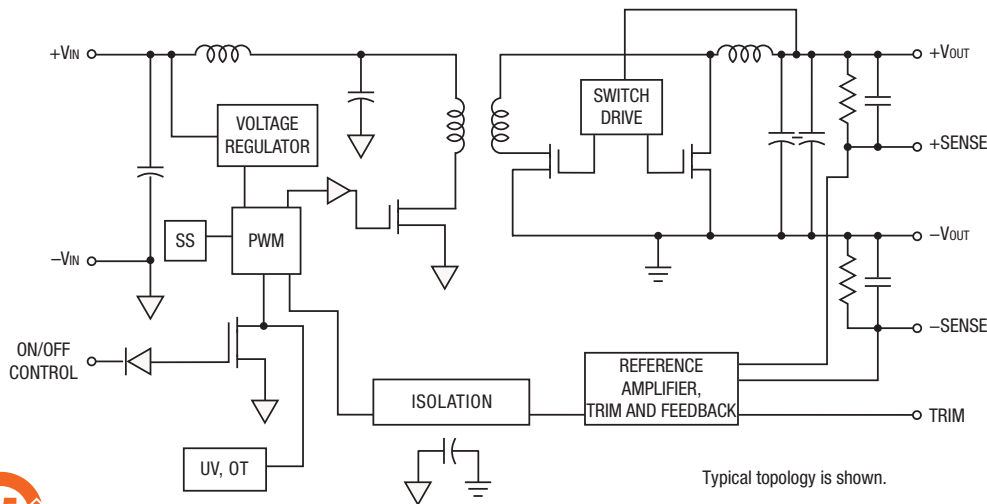 +VIN
+VOUT
SWITCH
DRIVE
VOLTAGE
REGULATOR
+SENSE
SS
PWM
–VOUT
–VIN
–SENSE
ON/OFF
CONTROL
REFERENCE
AMPLIFIER,
TRIM AND FEEDBACK
ISOLATION
TRIM
UV, OT
Typical topology is shown.